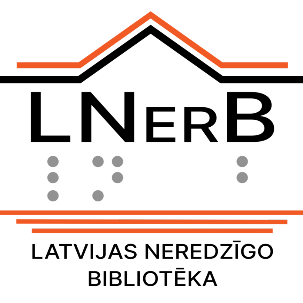 LNerB
⠇⠝⠃
LATVIJAS NEREDZĪGO
BIBLIOTĒKA